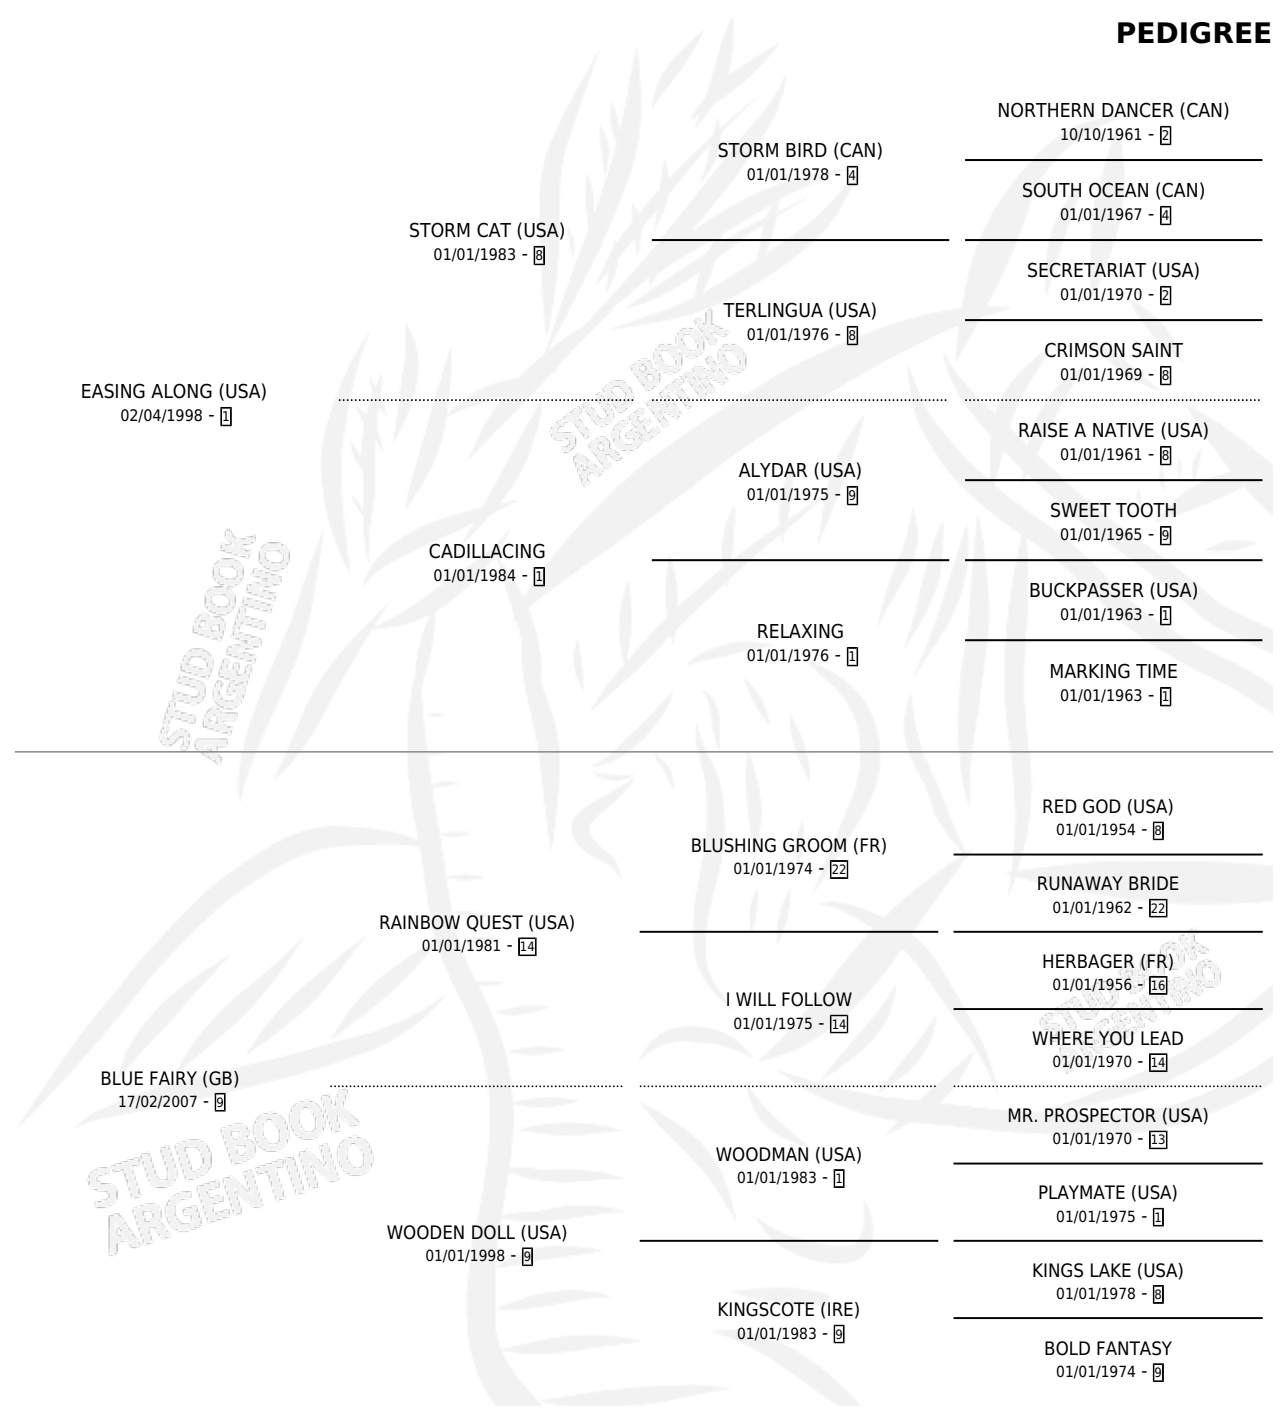 PEDIGREE
NORTHERN DANCER (CAN)
10/10/1961 - 2
STORM BIRD (CAN)
01/01/1978 - 4
SOUTH OCEAN (CAN)
01/01/1967 - 4
STORM CAT (USA)
01/01/1983 - 8
SECRETARIAT (USA)
01/01/1970 - 2
TERLINGUA (USA)
01/01/1976 - 8
CRIMSON SAINT
01/01/1969 - 8
EASING ALONG (USA)
02/04/1998 - 1
RAISE A NATIVE (USA)
01/01/1961 - 8
ALYDAR (USA)
01/01/1975 - 9
SWEET TOOTH
01/01/1965 - 9
CADILLACING
01/01/1984 - 1
BUCKPASSER (USA)
01/01/1963 - 1
RELAXING
01/01/1976 - 1
MARKING TIME
01/01/1963 - 1
STUD BOOK
ARGENTINO
STUD BOOK
ARGENTINO
RED GOD (USA)
01/01/1954 - 8
BLUSHING GROOM (FR)
01/01/1974 - 22
RUNAWAY BRIDE
01/01/1962 - 22
RAINBOW QUEST (USA)
01/01/1981 - 14
HERBAGER (FR)
01/01/1956 - 16
I WILL FOLLOW
01/01/1975 - 14
WHERE YOU LEAD
01/01/1970 - 14
BLUE FAIRY (GB)
17/02/2007 - 9
MR. PROSPECTOR (USA)
01/01/1970 - 13
WOODMAN (USA)
01/01/1983 - 1
PLAYMATE (USA)
01/01/1975 - 1
WOODEN DOLL (USA)
01/01/1998 - 9
KINGS LAKE (USA)
01/01/1978 - 8
KINGSCOTE (IRE)
01/01/1983 - 9
BOLD FANTASY
01/01/1974 - 9
STUD BOOK
ARGENTINO
STUD BOOK
ARGENTINO